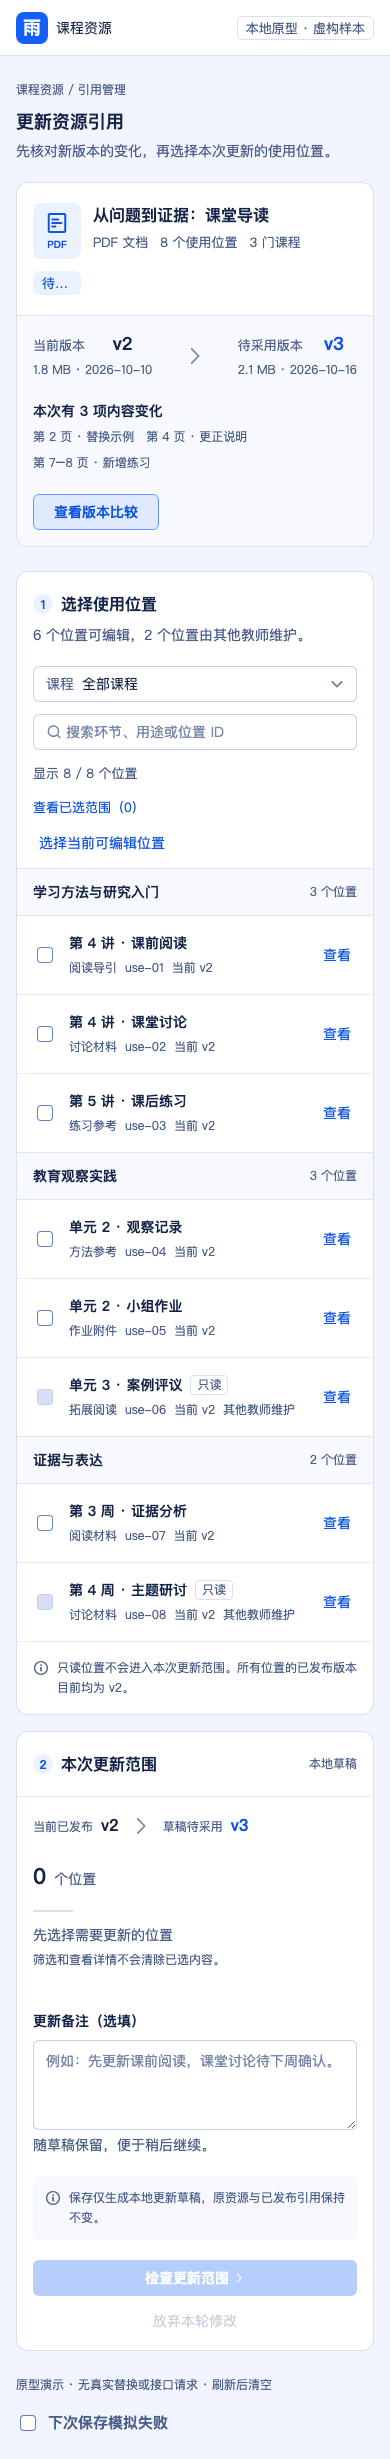 雨 课程资源 本地原型 · 虚构样本
课程资源 / 引用管理
更新资源引用
先核对新版本的变化，再选择本次更新的使用位置。
PDF
从问题到证据：课堂导读
PDF 文档 8 个使用位置 3 门课程
待…
当前版本 v2
1.8 MB · 2026-10-10
待采用版本 v3
2.1 MB · 2026-10-16
本次有 3 项内容变化
第 2 页 · 替换示例 第 4 页 · 更正说明
第 7–8 页 · 新增练习
查看版本比较
1 选择使用位置
6 个位置可编辑，2 个位置由其他教师维护。
课程 全部课程
搜索环节、用途或位置 ID
显示 8 / 8 个位置
查看已选范围（0）
选择当前可编辑位置
学习方法与研究入门 3 个位置
第 4 讲 · 课前阅读
阅读导引 use-01 当前 v2
查看
第 4 讲 · 课堂讨论
讨论材料 use-02 当前 v2
查看
第 5 讲 · 课后练习
练习参考 use-03 当前 v2
查看
教育观察实践 3 个位置
单元 2 · 观察记录
方法参考 use-04 当前 v2
查看
单元 2 · 小组作业
作业附件 use-05 当前 v2
查看
单元 3 · 案例评议 只读
拓展阅读 use-06 当前 v2 其他教师维护
查看
证据与表达 2 个位置
第 3 周 · 证据分析
阅读材料 use-07 当前 v2
查看
第 4 周 · 主题研讨 只读
讨论材料 use-08 当前 v2 其他教师维护
查看
只读位置不会进入本次更新范围。所有位置的已发布版本
目前均为 v2。
2 本次更新范围 本地草稿
当前已发布 v2 草稿待采用 v3
0 个位置
先选择需要更新的位置
筛选和查看详情不会清除已选内容。
更新备注（选填）
例如：先更新课前阅读，课堂讨论待下周确认。
随草稿保留，便于稍后继续。
保存仅生成本地更新草稿，原资源与已发布引用保持
不变。
检查更新范围
放弃本轮修改
原型演示 · 无真实替换或接口请求 · 刷新后清空
下次保存模拟失败